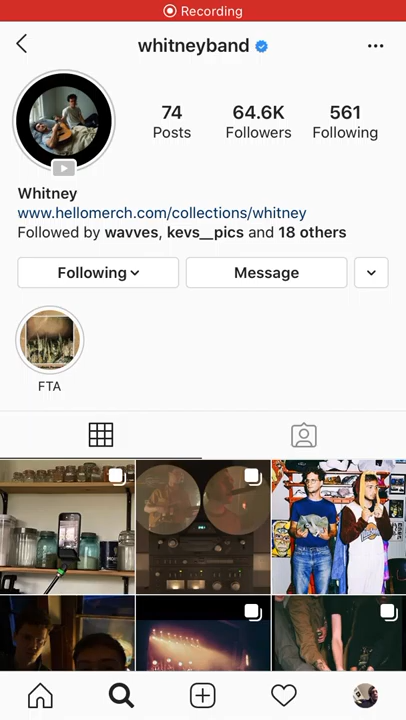 Recording
whitneyband
74
Posts
64.6K
Followers
561
Following
Whitney
www.hellomerch.com/collections/whitney
Followed by wavves, kevs__pics and 18 others
Following
Message
FTA